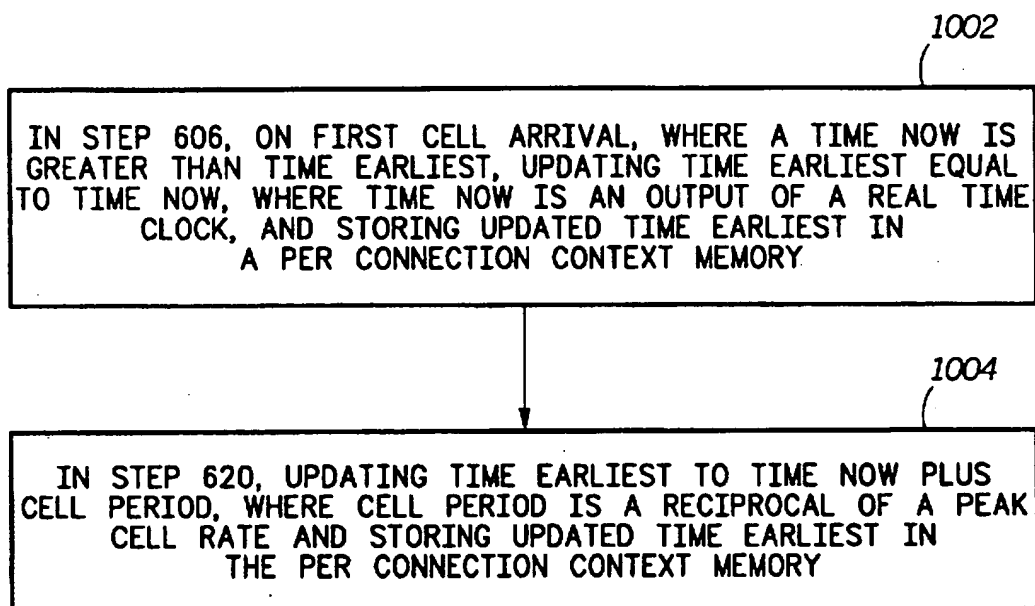 1002
IN STEP 606, ON FIRST CELL ARRIVAL, WHERE A TIME NOW IS
GREATER THAN TIME EARLIEST, UPDATING TIME EARLIEST EQUAL
TO TIME NOW, WHERE TIME NOW IS AN OUTPUT OF A REAL TIME
CLOCK, AND STORING UPDATED TIME EARLIEST IN
A PER CONNECTION CONTEXT MEMORY
1004
IN STEP 620, UPDATING TIME EARLIEST TO TIME NOW PLUS
CELL PERIOD, WHERE CELL PERIOD IS A RECIPROCAL OF A PEAK
CELL RATE AND STORING UPDATED TIME EARLIEST IN
THE PER CONNECTION CONTEXT MEMORY